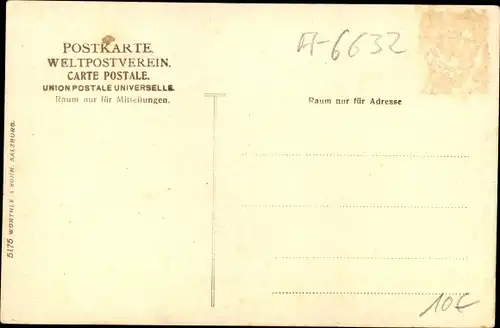 POSTKARTE.
WELTPOSTVEREIN.
CARTE POSTALE.
UNION POSTALE UNIVERSELLE.
Raum nur für Mitteilungen.
A-6632
Raum nur für Adresse
5175 WÜRTHLE & SOHN, SALZBURG.
10€